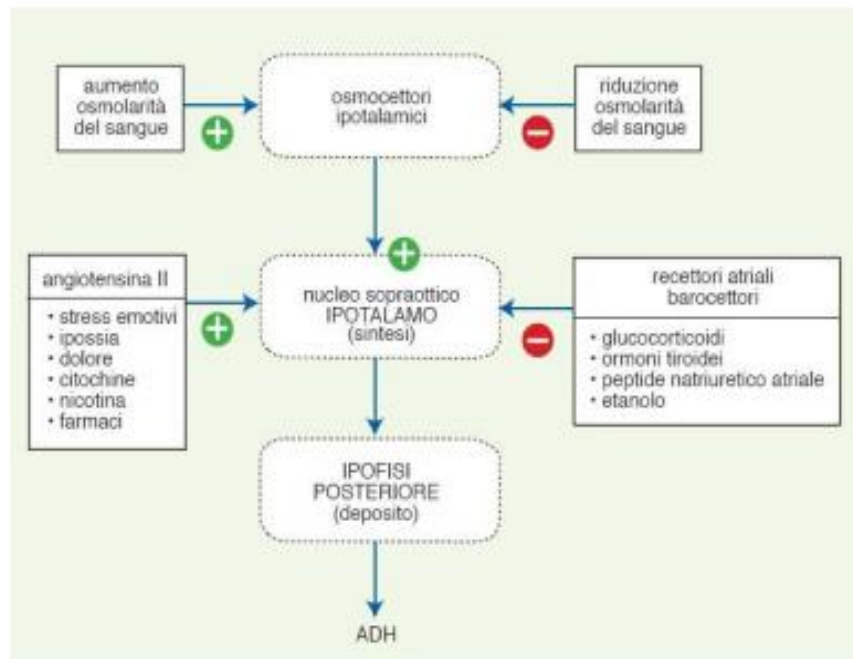 aumento
osmolarità
del sangue
osmocettori
ipotalamici
riduzione
osmolarità
del sangue
angiotensina II
• stress emotivi
• ipossia
• dolore
• citochine
• nicotina
• farmaci
nucleo sopraottico
IPOTALAMO
(sintesi)
recettori atriali
barocettori
• glucocorticoidi
• ormoni tiroidei
• peptide natriuretico atriale
• etanolo
IPOFISI
POSTERIORE
(deposito)
ADH